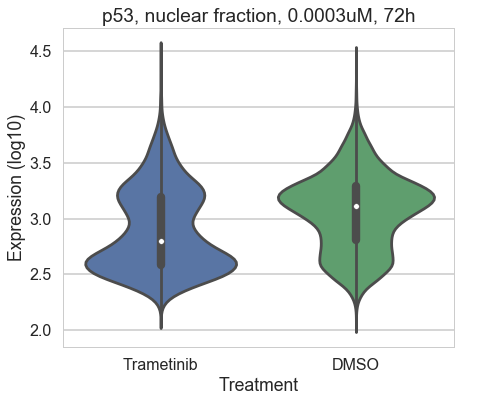 p53, nuclear fraction, 0.0003uM, 72h
Expression (log10)
4.5
4.0
3.5
3.0
2.5
2.0
Trametinib DMSO
Treatment